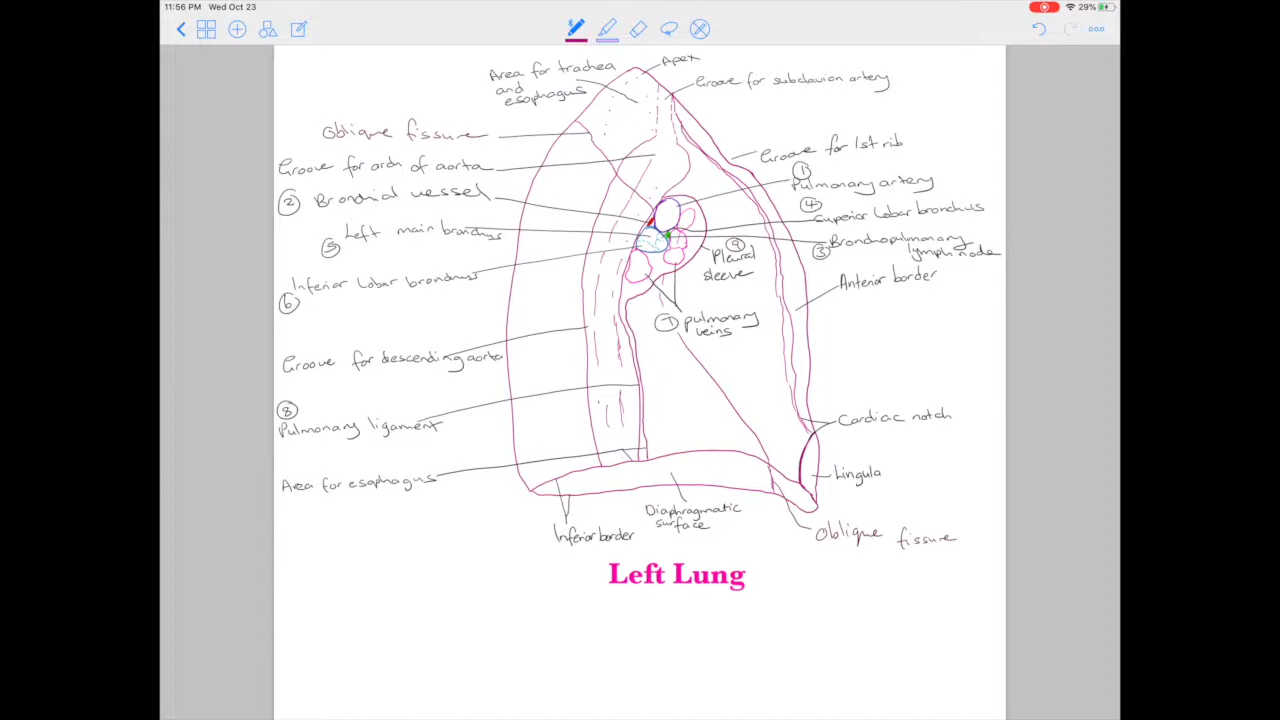 11:56 PM Wed Oct 23
29%
Area for trachea
and
esophagus
Apex
Groove for subclavian artery
Oblique fissure
Groove for arch of aorta
Groove for 1st rib
1
Pulmonary artery
2 Bronchial vessel
4
Superior lobar bronchus
Left main bronchus
5
Bronchopulmonary
3 lymph node
9
Pleural
sleeve
Inferior lobar bronchus
6
Anterior border
7 pulmonary
veins
Groove for descending aorta
8
Pulmonary ligament
Cardiac notch
Area for esophagus
Lingula
Diaphragmatic
surface
Inferior border
Oblique fissure
Left Lung